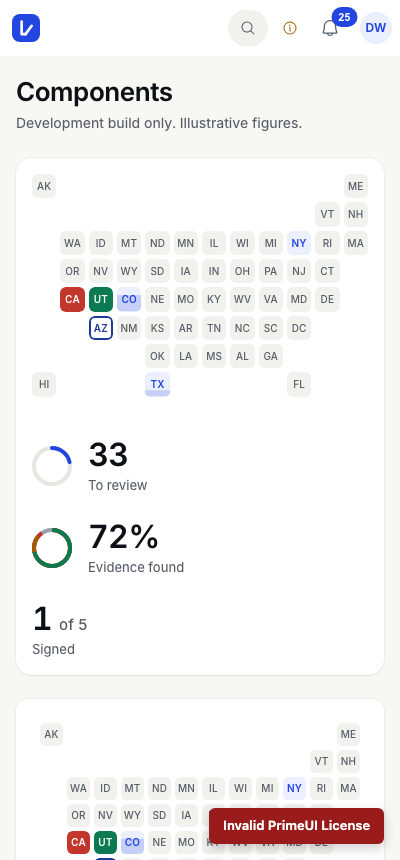 25
DW
Components
Development build only. Illustrative figures.
AK ME
VT NH
WA ID MT ND MN IL WI MI NY RI MA
OR NV WY SD IA IN OH PA NJ CT
CA UT CO NE MO KY WV VA MD DE
AZ NM KS AR TN NC SC DC
OK LA MS AL GA
HI TX FL
33
To review
72%
Evidence found
1 of 5
Signed
AK ME
VT NH
WA ID MT ND MN IL WI MI NY RI MA
OR NV WY SD IA
CA UT CO NE MO
Invalid PrimeUI License